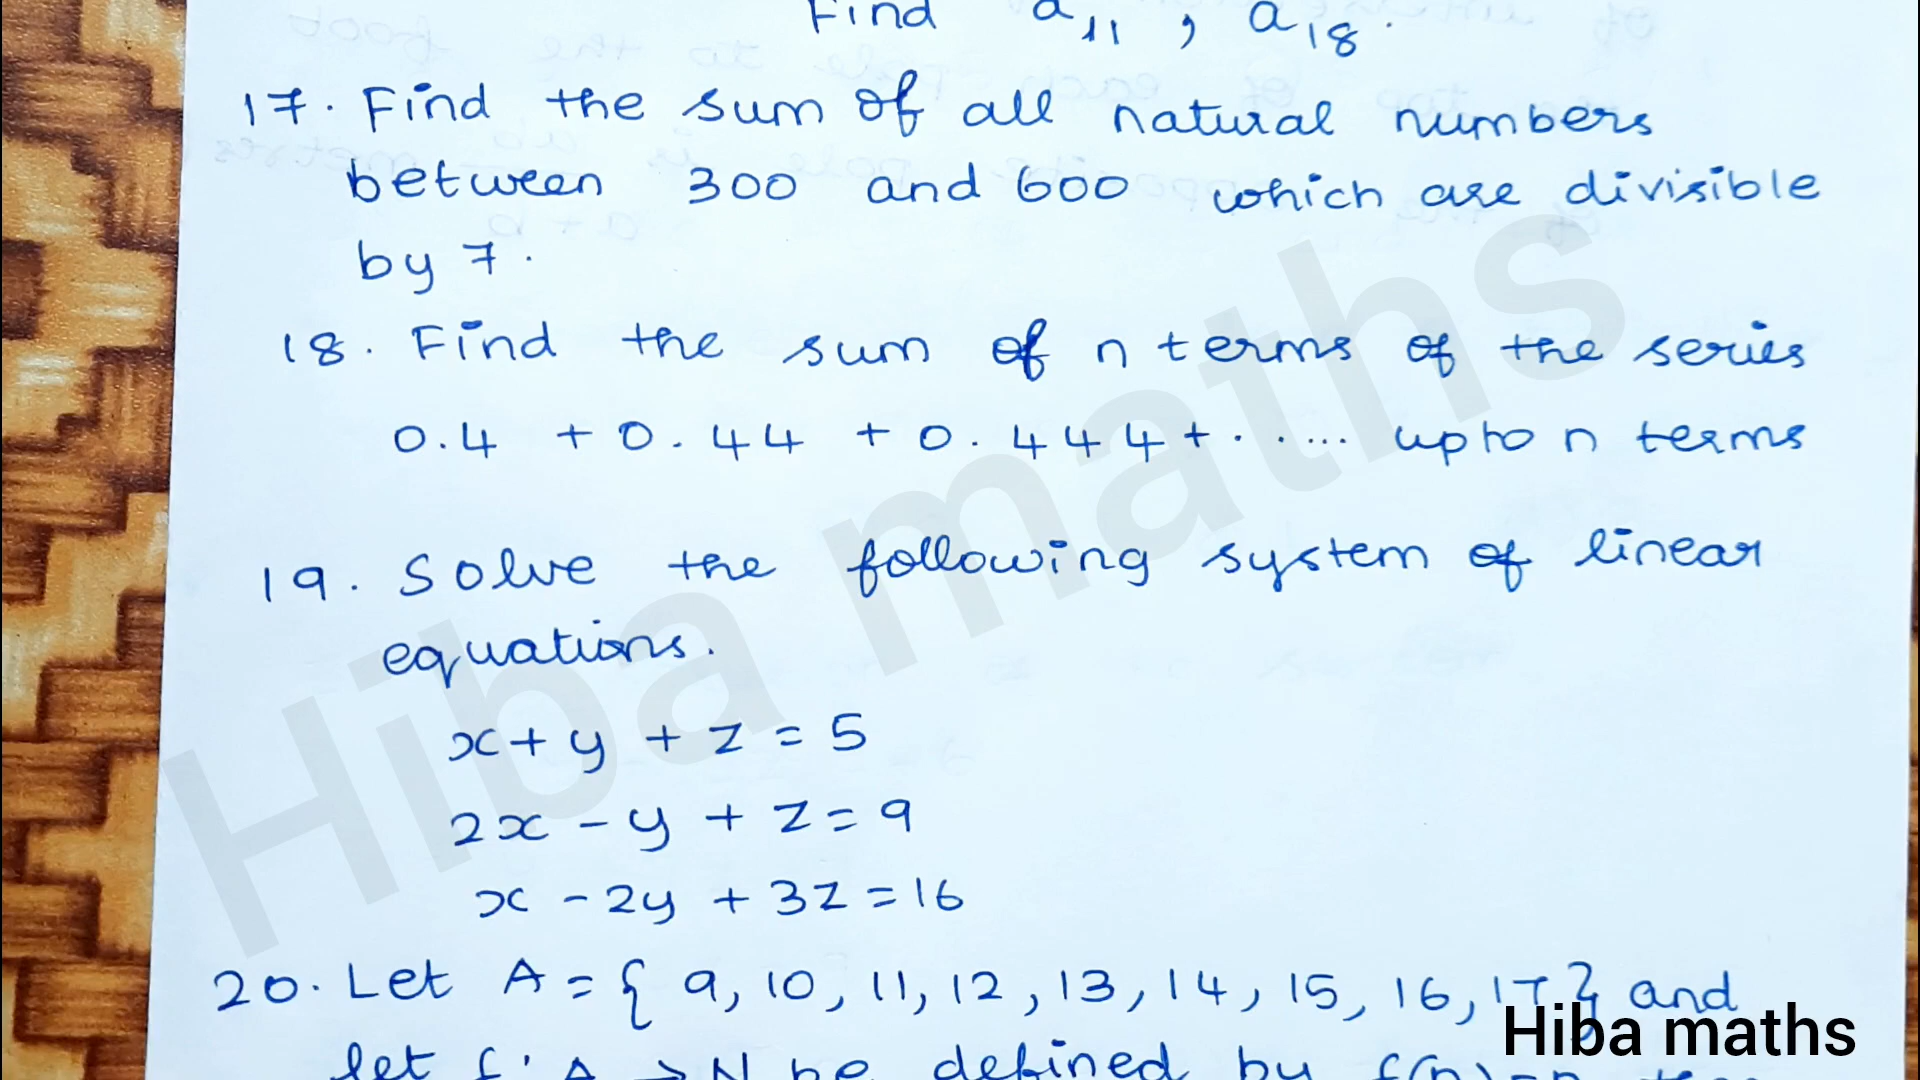 Find a₁₁, a₁₈.
17. Find the sum of all natural numbers
between 300 and 600 which are divisible
by 7.
18. Find the sum of n terms of the series
0.4 + 0.44 + 0.444 + ...... upto n terms
19. Solve the following system of linear
equations.
x + y + z = 5
2x - y + z = 9
x - 2y + 3z = 16
20. Let A = { 9, 10, 11, 12, 13, 14, 15, 16, 17 } and
let f: A → N be defined by f(n) =
Hiba maths
Hiba maths